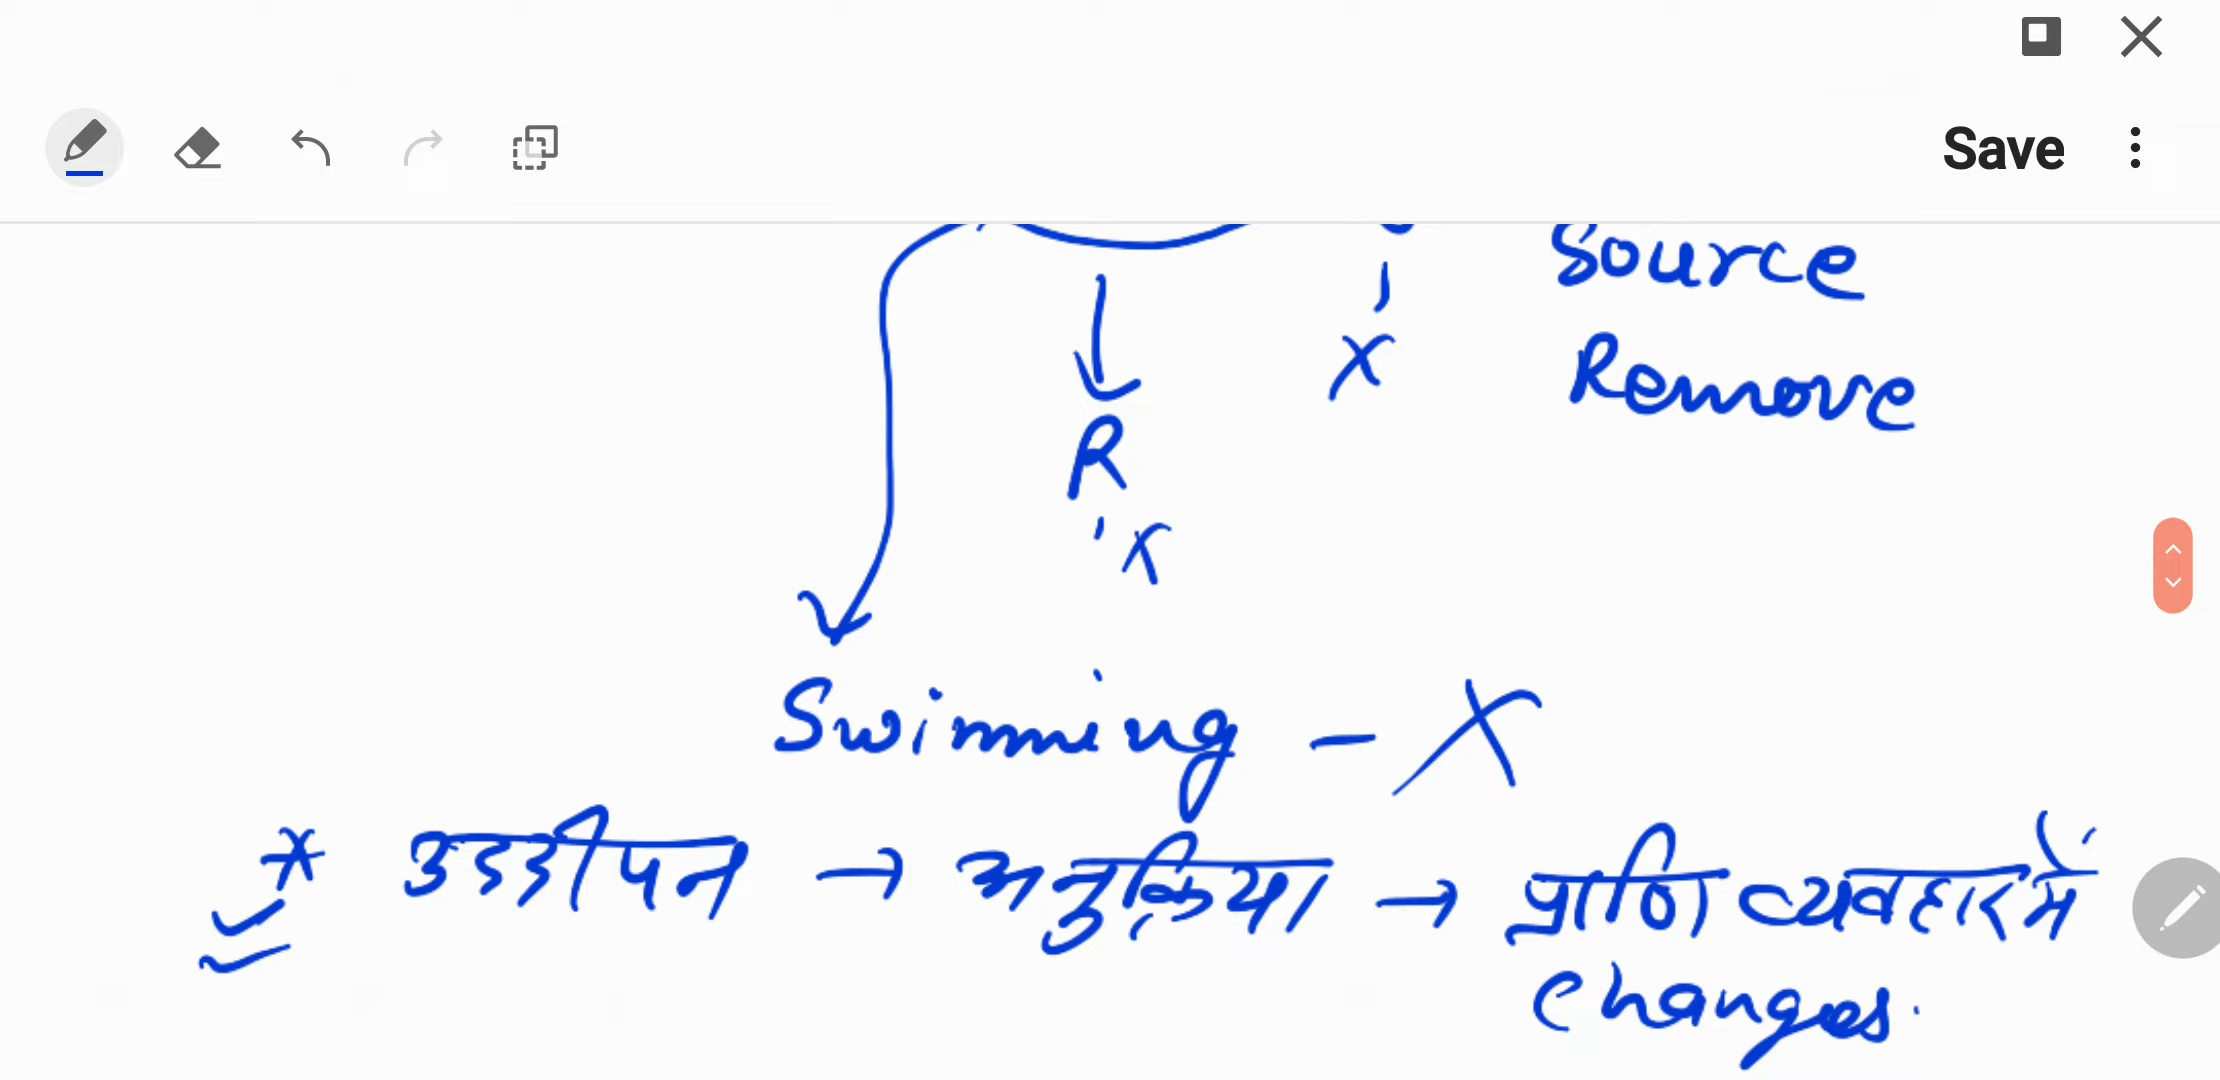 Save
Source
X
Remove
R
X
Swimming - X
* उद्दीपन → अनुक्रिया → प्राणी व्यवहार में
changes.